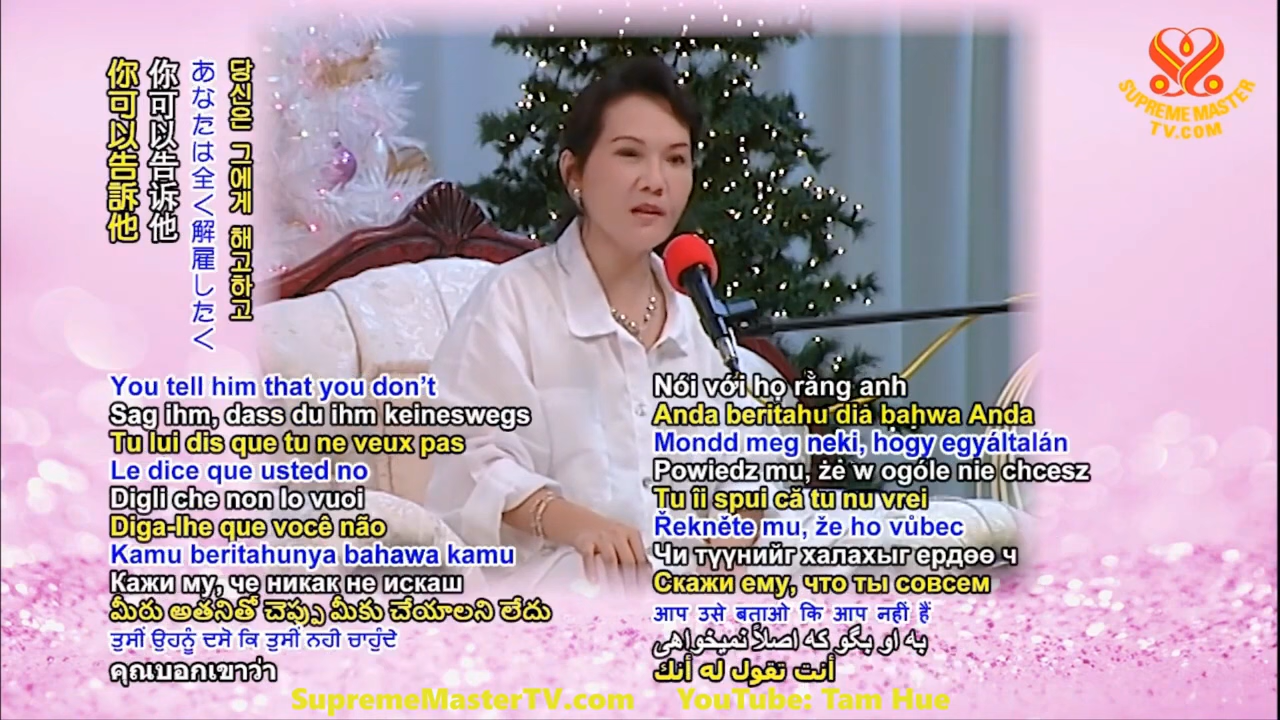 당신은 그에게 해고하고
あなたは全く解雇したく
你可以告诉他
你可以告訴他
SUPREME MASTER
TV.COM
You tell him that you don't
Sag ihm, dass du ihm keineswegs
Tu lui dis que tu ne veux pas
Le dice que usted no
Digli che non lo vuoi
Diga-lhe que você não
Kamu beritahunya bahawa kamu
Кажи му, че никак не искаш
మీరు అతనితో చెప్పు మీకు చేయాలని లేదు
ਤੁਸੀਂ ਉਹਨੂੰ ਦਸੋ ਕਿ ਤੁਸੀਂ ਨਹੀ ਚਾਹੁੰਦੇ
คุณบอกเขาว่า
Nói với họ rằng anh
Anda beritahu dia bahwa Anda
Mondd meg neki, hogy egyáltalán
Powiedz mu, że w ogóle nie chcesz
Tu îi spui că tu nu vrei
Řekněte mu, že ho vůbec
Чи түүнийг халахыг ердөө ч
Скажи ему, что ты совсем
आप उसे बताओ कि आप नहीं हैं
به او بگو که اصلاً نمیخواهی
أنت تقول له أنك
SupremeMasterTV.com YouTube: Tam Hue